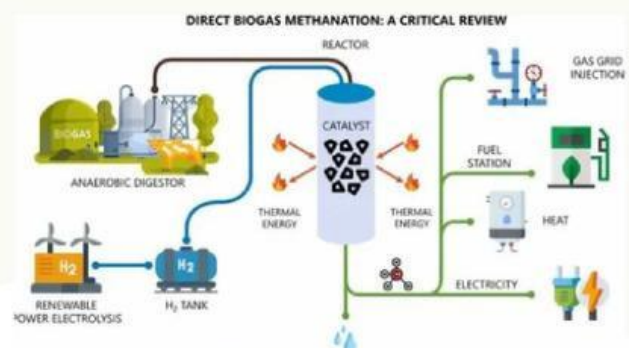 DIRECT BIOGAS METHANATION: A CRITICAL REVIEW
REACTOR
GAS GRID
INJECTION
BIOGAS
CATALYST
ANAEROBIC DIGESTOR
FUEL
STATION
THERMAL
ENERGY
THERMAL
ENERGY
HEAT
H2
H2
ELECTRICITY
RENEWABLE
POWER ELECTROLYSIS
H₂ TANK